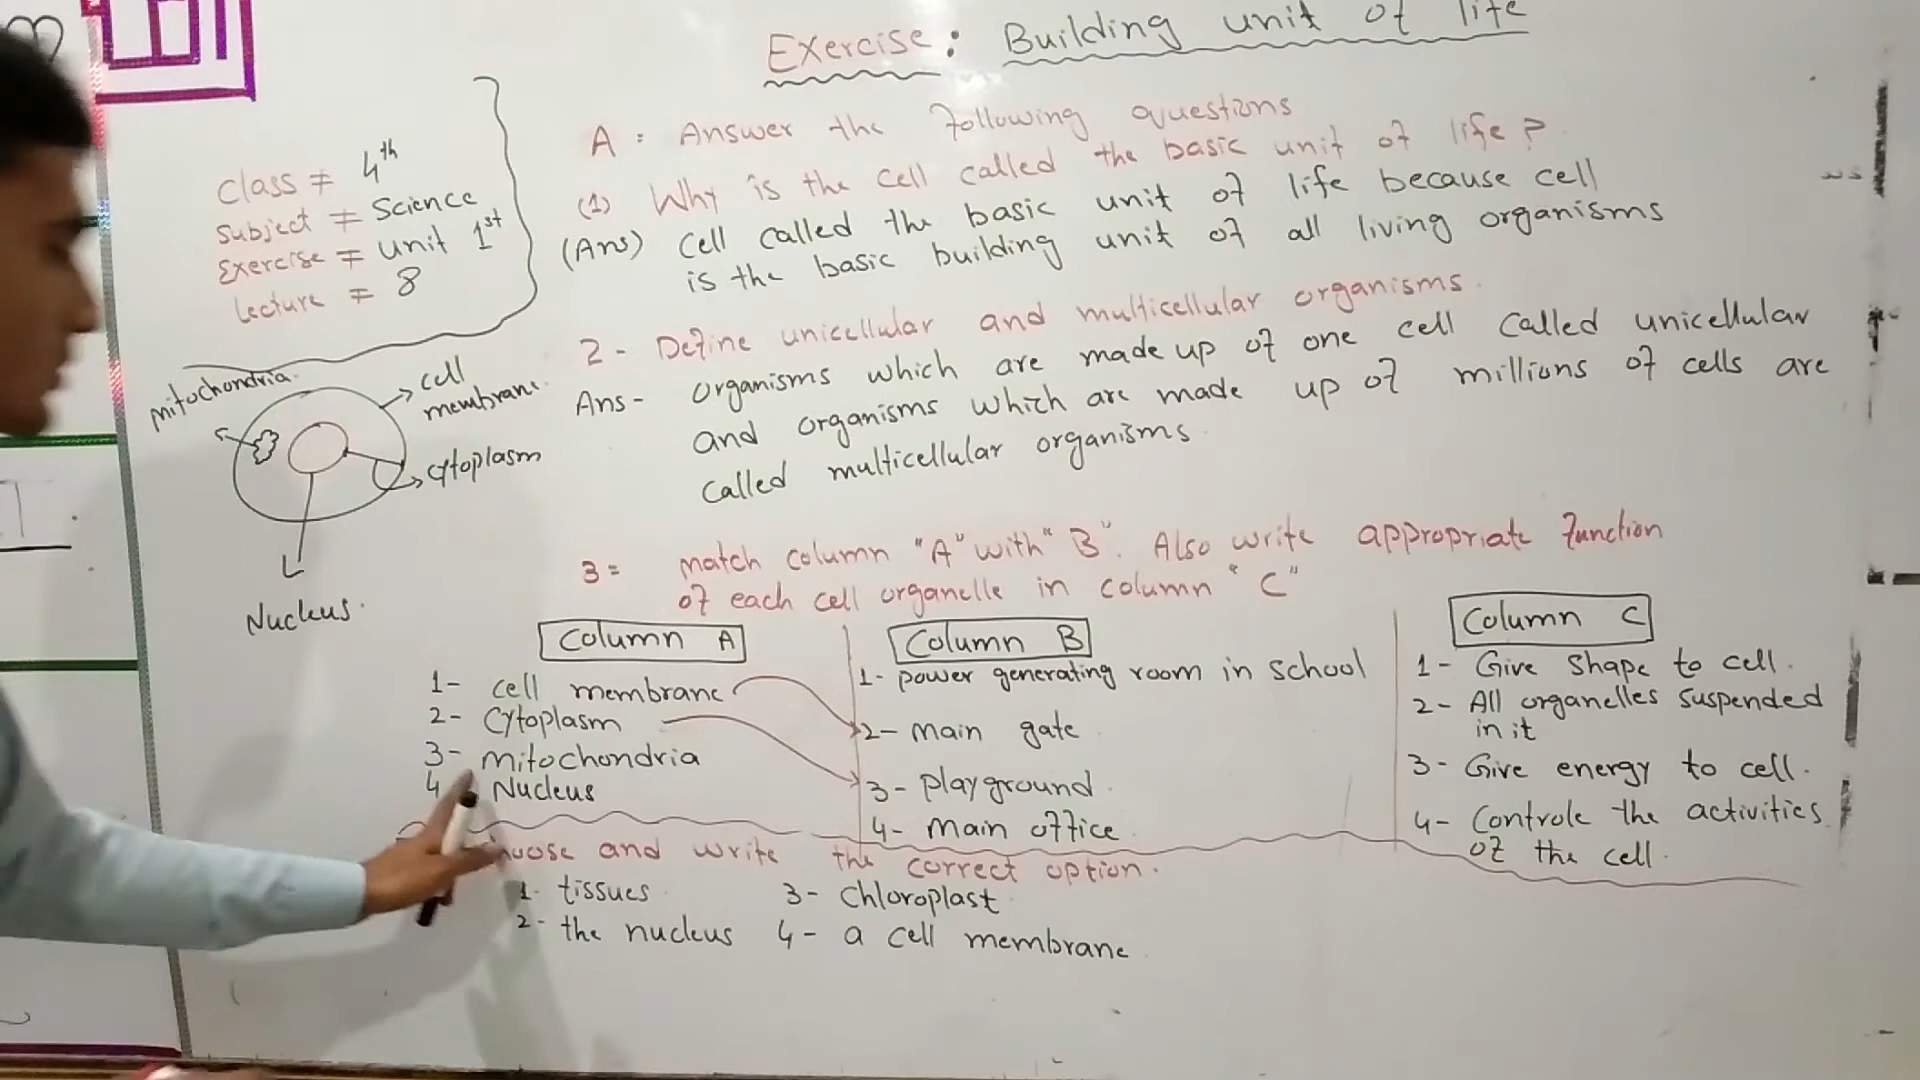 Exercise: Building unit of life
Class = 4th
Subject = Science
Exercise = unit 1st
Lecture = 8
mitochondria
cell
membrane
cytoplasm
Nucleus
A: Answer the following questions
(1) Why is the cell called the basic unit of life?
(Ans) Cell called the basic unit of life because cell
is the basic building unit of all living organisms
2- Define unicellular and multicellular organisms.
Ans- organisms which are made up of one cell called unicellular
and organisms which are made up of millions of cells are
called multicellular organisms
3= match column "A" with "B". Also write appropriate function
of each cell organelle in column "C"
Column A
1- cell membrane
2- Cytoplasm
3- mitochondria
4 Nucleus
Column B
1- power generating room in school
2- main gate
3- playground
4- main office
Column C
1- Give shape to cell.
2- All organelles suspended
in it
3- Give energy to cell.
4- Controle the activities
of the cell.
and write the correct option.
1- tissues
2- the nucleus
3- Chloroplast
4- a cell membrane